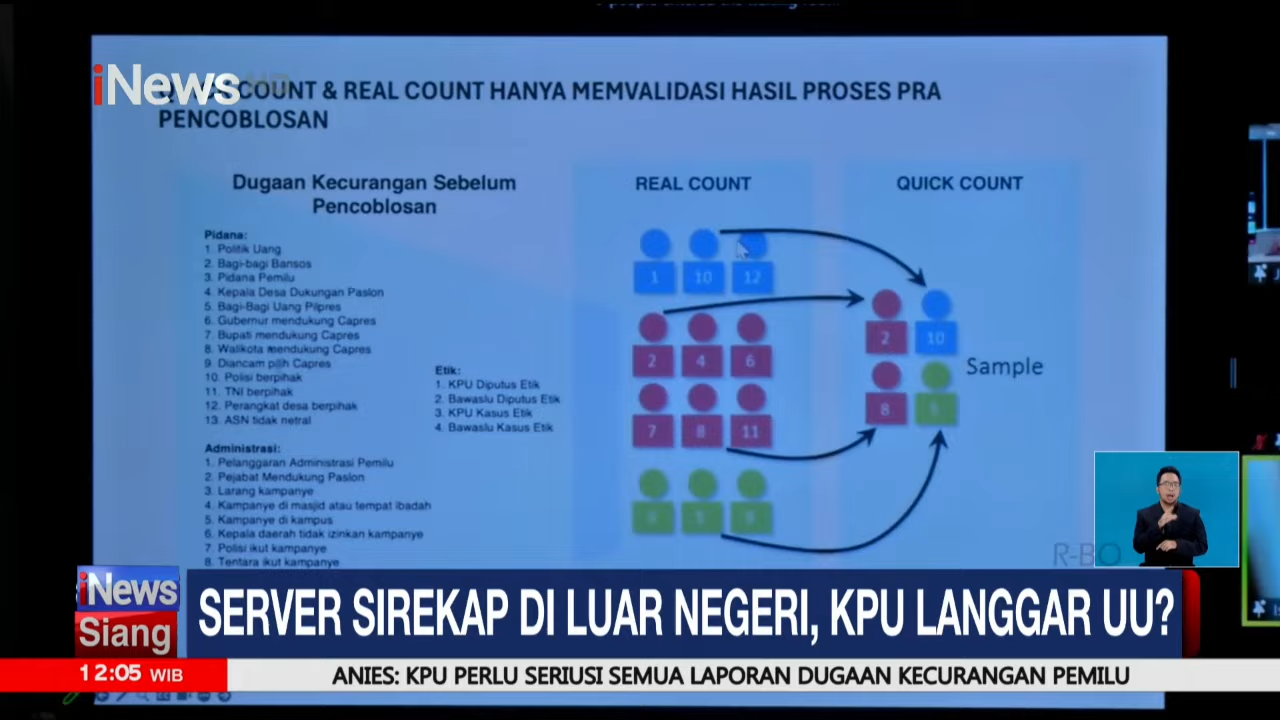 iNews
COUNT & REAL COUNT HANYA MEMVALIDASI HASIL PROSES PRA
PENCOBLOSAN
Dugaan Kecurangan Sebelum
Pencoblosan
Pidana:
1. Politik Uang
2. Bagi-bagi Bansos
3. Pidana Pemilu
4. Kepala Desa Dukungan Paslon
5. Bagi-Bagi Uang Pilpres
6. Gubernur mendukung Capres
7. Bupati mendukung Capres
8. Walikota mendukung Capres
9. Diancam pilih Capres
10. Polisi berpihak
11. TNI berpihak
12. Perangkat desa berpihak
13. ASN tidak netral
Administrasi:
1. Pelanggaran Administrasi Pemilu
2. Pejabat Mendukung Paslon
3. Larang kampanye
4. Kampanye di masjid atau tempat ibadah
5. Kampanye di kampus
6. Kepala daerah tidak izinkan kampanye
7. Polisi ikut kampanye
8. Tentara ikut kampanye
Etik:
1. KPU Diputus Etik
2. Bawaslu Diputus Etik
3. KPU Kasus Etik
4. Bawaslu Kasus Etik
REAL COUNT
1 10 12
2 4 6
7 8 11
QUICK COUNT
2 10
8
Sample
R-BO
iNews
Siang
SERVER SIREKAP DI LUAR NEGERI, KPU LANGGAR UU?
12:05 WIB
ANIES: KPU PERLU SERIUSI SEMUA LAPORAN DUGAAN KECURANGAN PEMILU